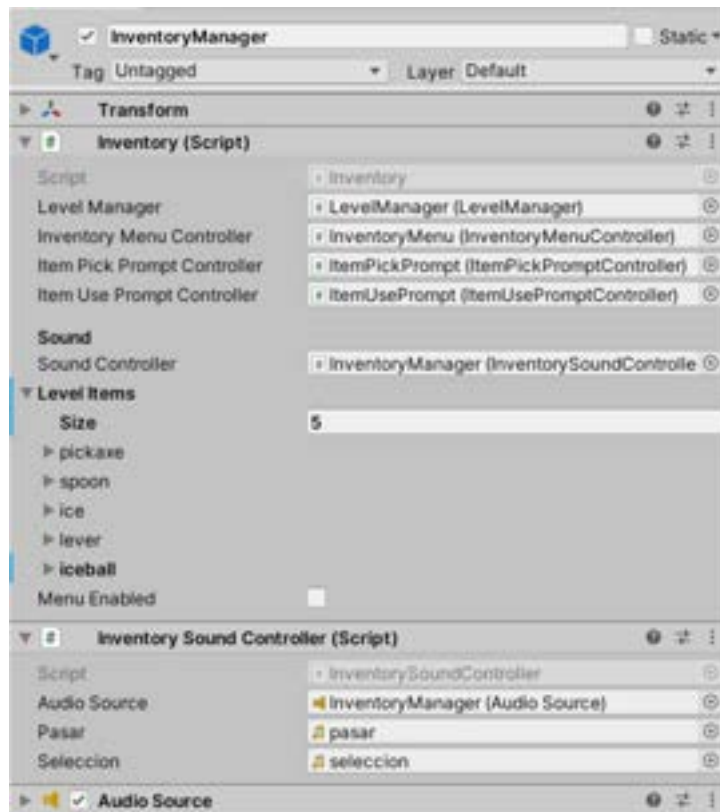 InventoryManager Static
Tag Untagged Layer Default
Transform
# Inventory (Script)
Script Inventory
Level Manager LevelManager (LevelManager)
Inventory Menu Controller InventoryMenu (InventoryMenuController)
Item Pick Prompt Controller ItemPickPrompt (ItemPickPromptController)
Item Use Prompt Controller ItemUsePrompt (ItemUsePromptController)
Sound
Sound Controller InventoryManager (InventorySoundControlle
Level Items
Size 5
pickaxe
spoon
ice
lever
iceball
Menu Enabled
# Inventory Sound Controller (Script)
Script InventorySoundController
Audio Source InventoryManager (Audio Source)
Pasar pasar
Seleccion seleccion
Audio Source